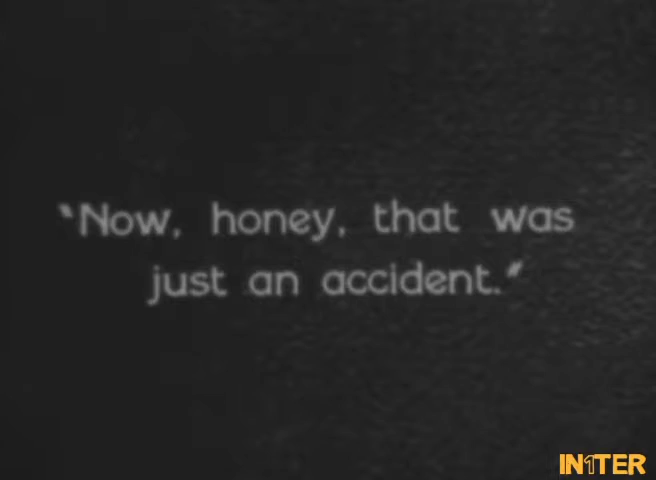 “Now, honey, that was
just an accident.”
IN1TER